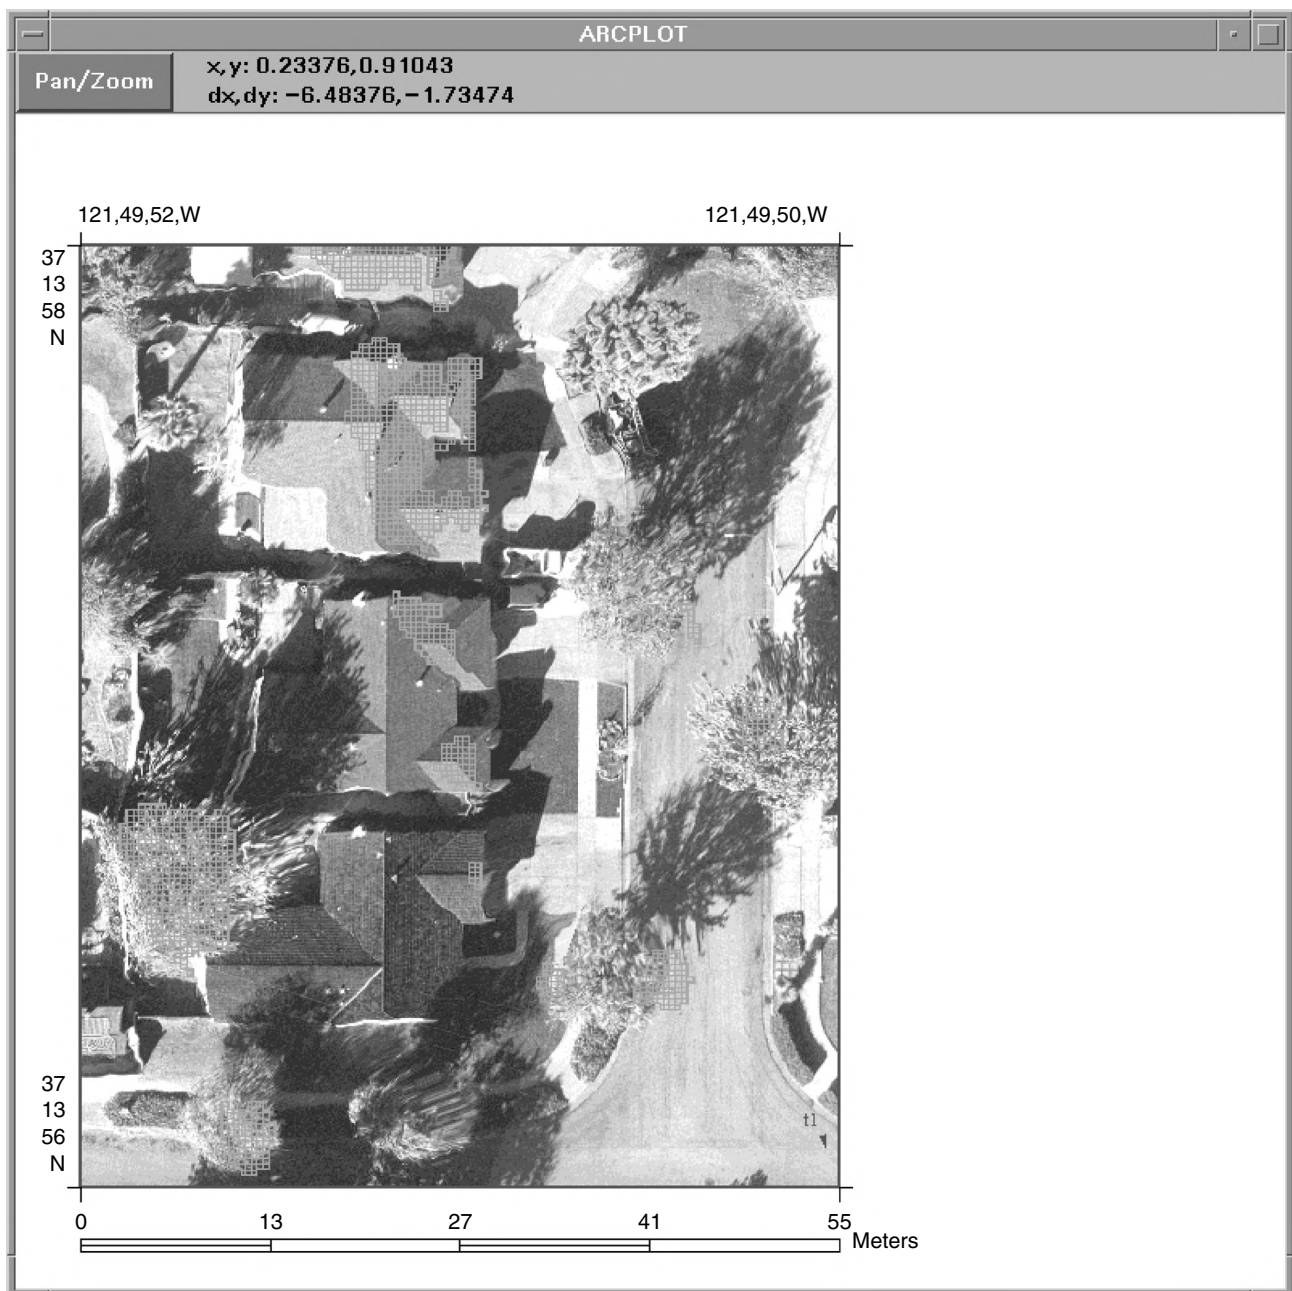 ARCPLOT
Pan/Zoom
x,y: 0.23376,0.91043
dx,dy: −6.48376,−1.73474
121,49,52,W
121,49,50,W
37
13
58
N
37
13
56
N
t1
0 13 27 41 55
Meters